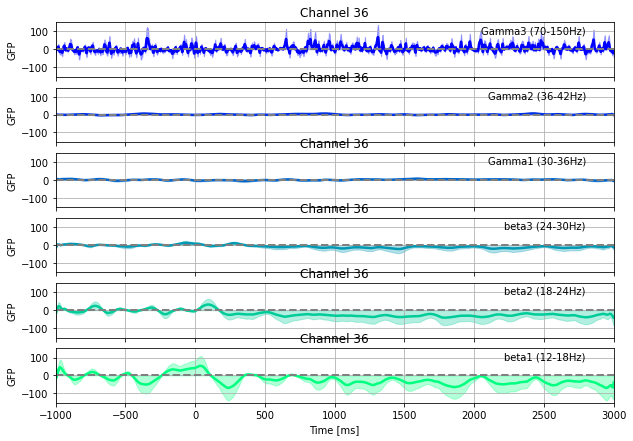 Channel 36
100
0
−100
GFP
Gamma3 (70-150Hz)
Channel 36
100
0
−100
GFP
Gamma2 (36-42Hz)
Channel 36
100
0
−100
GFP
Gamma1 (30-36Hz)
Channel 36
100
0
−100
GFP
beta3 (24-30Hz)
Channel 36
100
0
−100
GFP
beta2 (18-24Hz)
Channel 36
100
0
−100
GFP
beta1 (12-18Hz)
−1000 −500 0 500 1000 1500 2000 2500 3000
Time [ms]